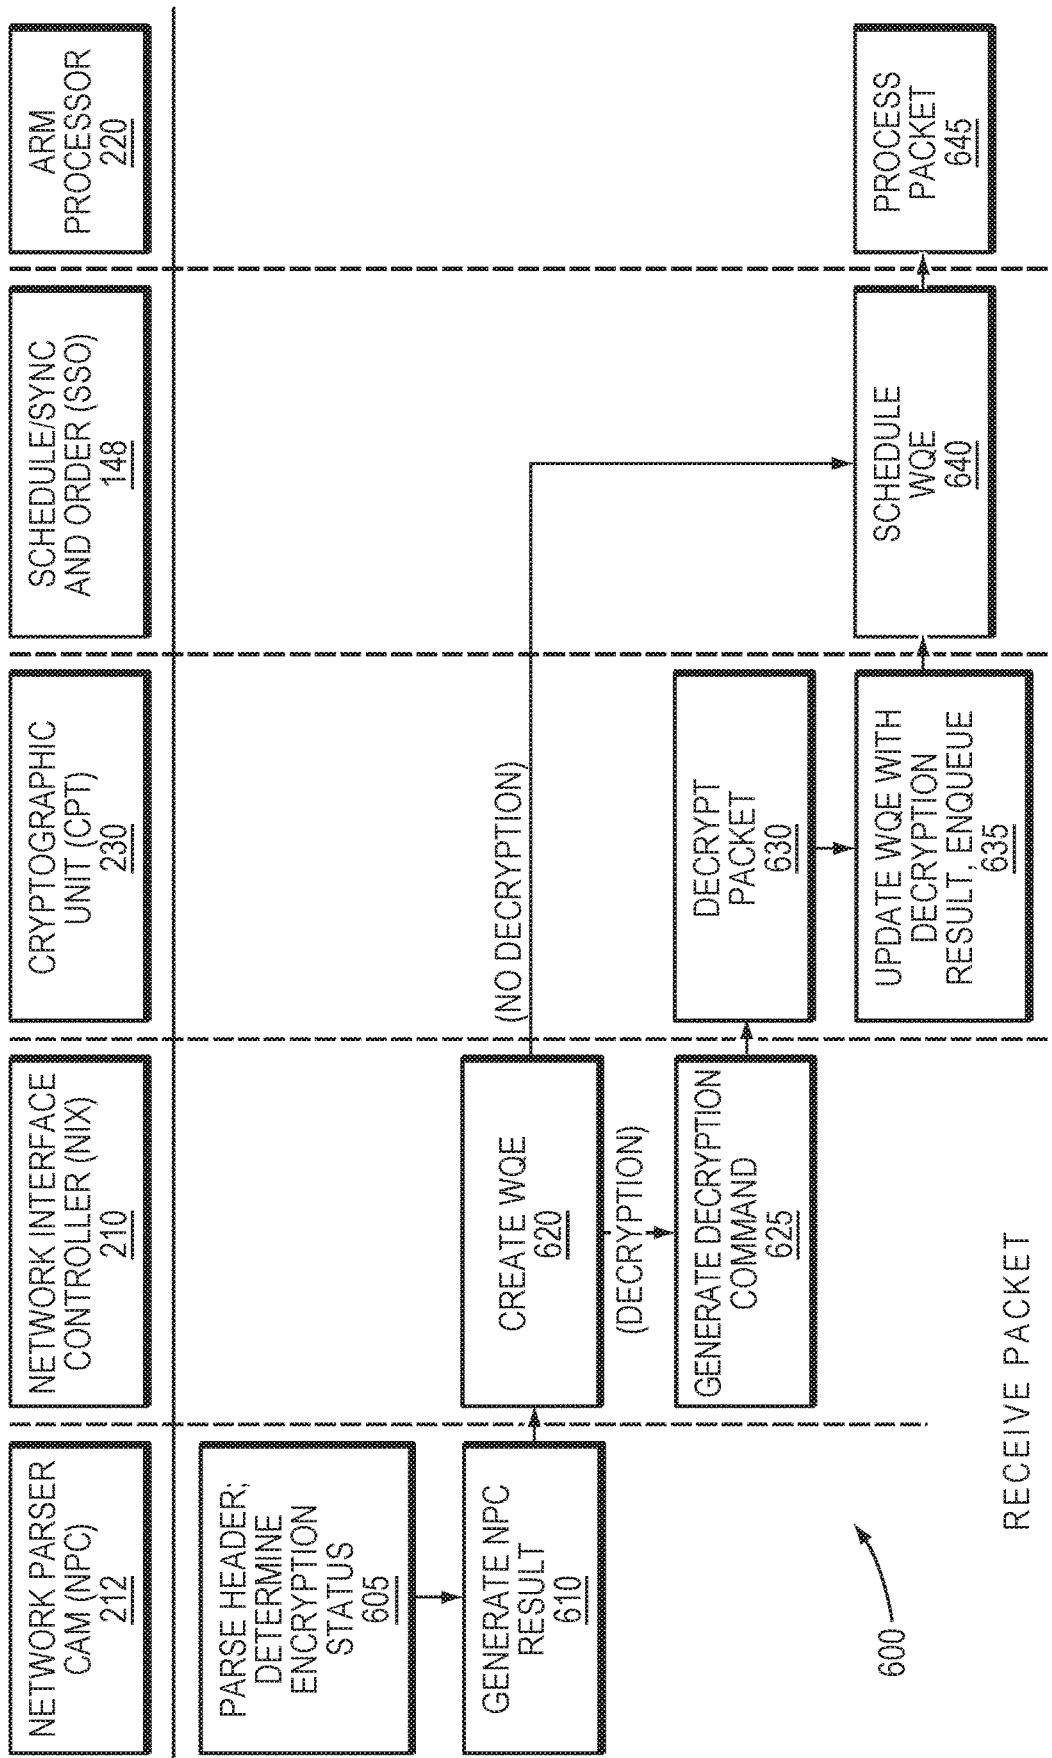 NETWORK PARSER
CAM (NPC)
212
NETWORK INTERFACE
CONTROLLER (NIX)
210
CRYPTOGRAPHIC
UNIT (CPT)
230
SCHEDULE/SYNC
AND ORDER (SSO)
148
ARM
PROCESSOR
220
PARSE HEADER;
DETERMINE
ENCRYPTION
STATUS
605
GENERATE NPC
RESULT
610
CREATE WQE
620
(NO DECRYPTION)
(DECRYPTION)
GENERATE DECRYPTION
COMMAND
625
DECRYPT
PACKET
630
UPDATE WQE WITH
DECRYPTION
RESULT, ENQUEUE
635
SCHEDULE
WQE
640
PROCESS
PACKET
645
600
RECEIVE PACKET